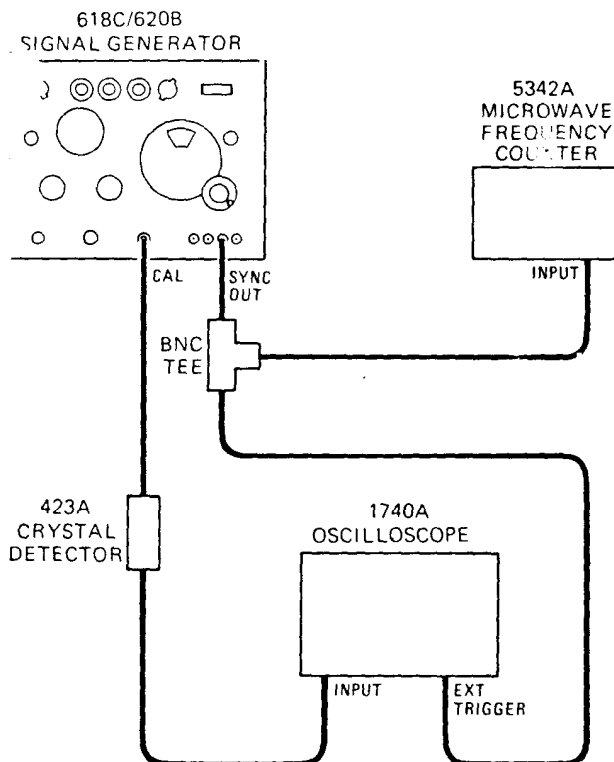 618C/620B
SIGNAL GENERATOR
5342A
MICROWAVE
FREQUENCY
COUNTER
CAL
SYNC
OUT
INPUT
BNC
TEE
423A
CRYSTAL
DETECTOR
1740A
OSCILLOSCOPE
INPUT
EXT
TRIGGER